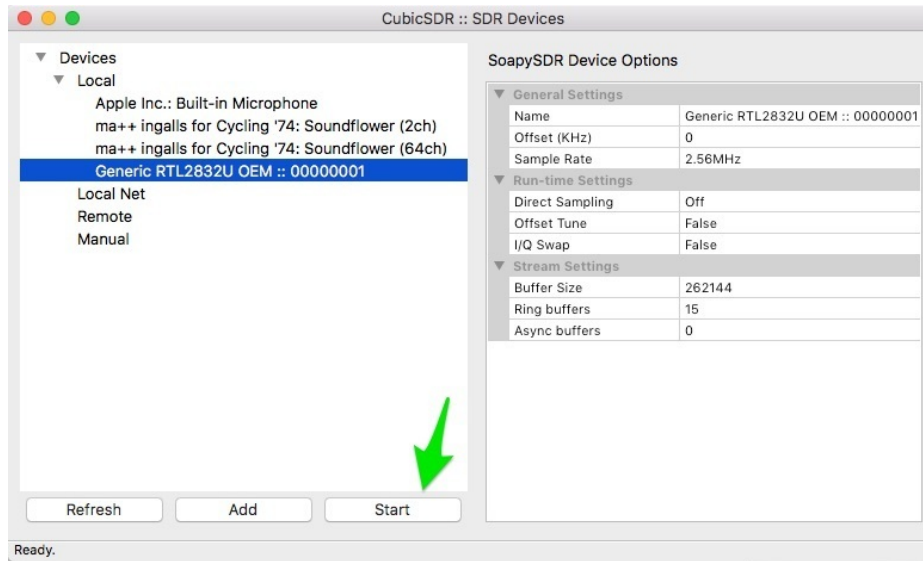 CubicSDR :: SDR Devices
Devices
Local
Apple Inc.: Built-in Microphone
ma++ ingalls for Cycling '74: Soundflower (2ch)
ma++ ingalls for Cycling '74: Soundflower (64ch)
Generic RTL2832U OEM :: 00000001
Local Net
Remote
Manual
Refresh Add Start
SoapySDR Device Options
General Settings
Name Generic RTL2832U OEM :: 00000001
Offset (KHz) 0
Sample Rate 2.56MHz
Run-time Settings
Direct Sampling Off
Offset Tune False
I/Q Swap False
Stream Settings
Buffer Size 262144
Ring buffers 15
Async buffers 0
Ready.